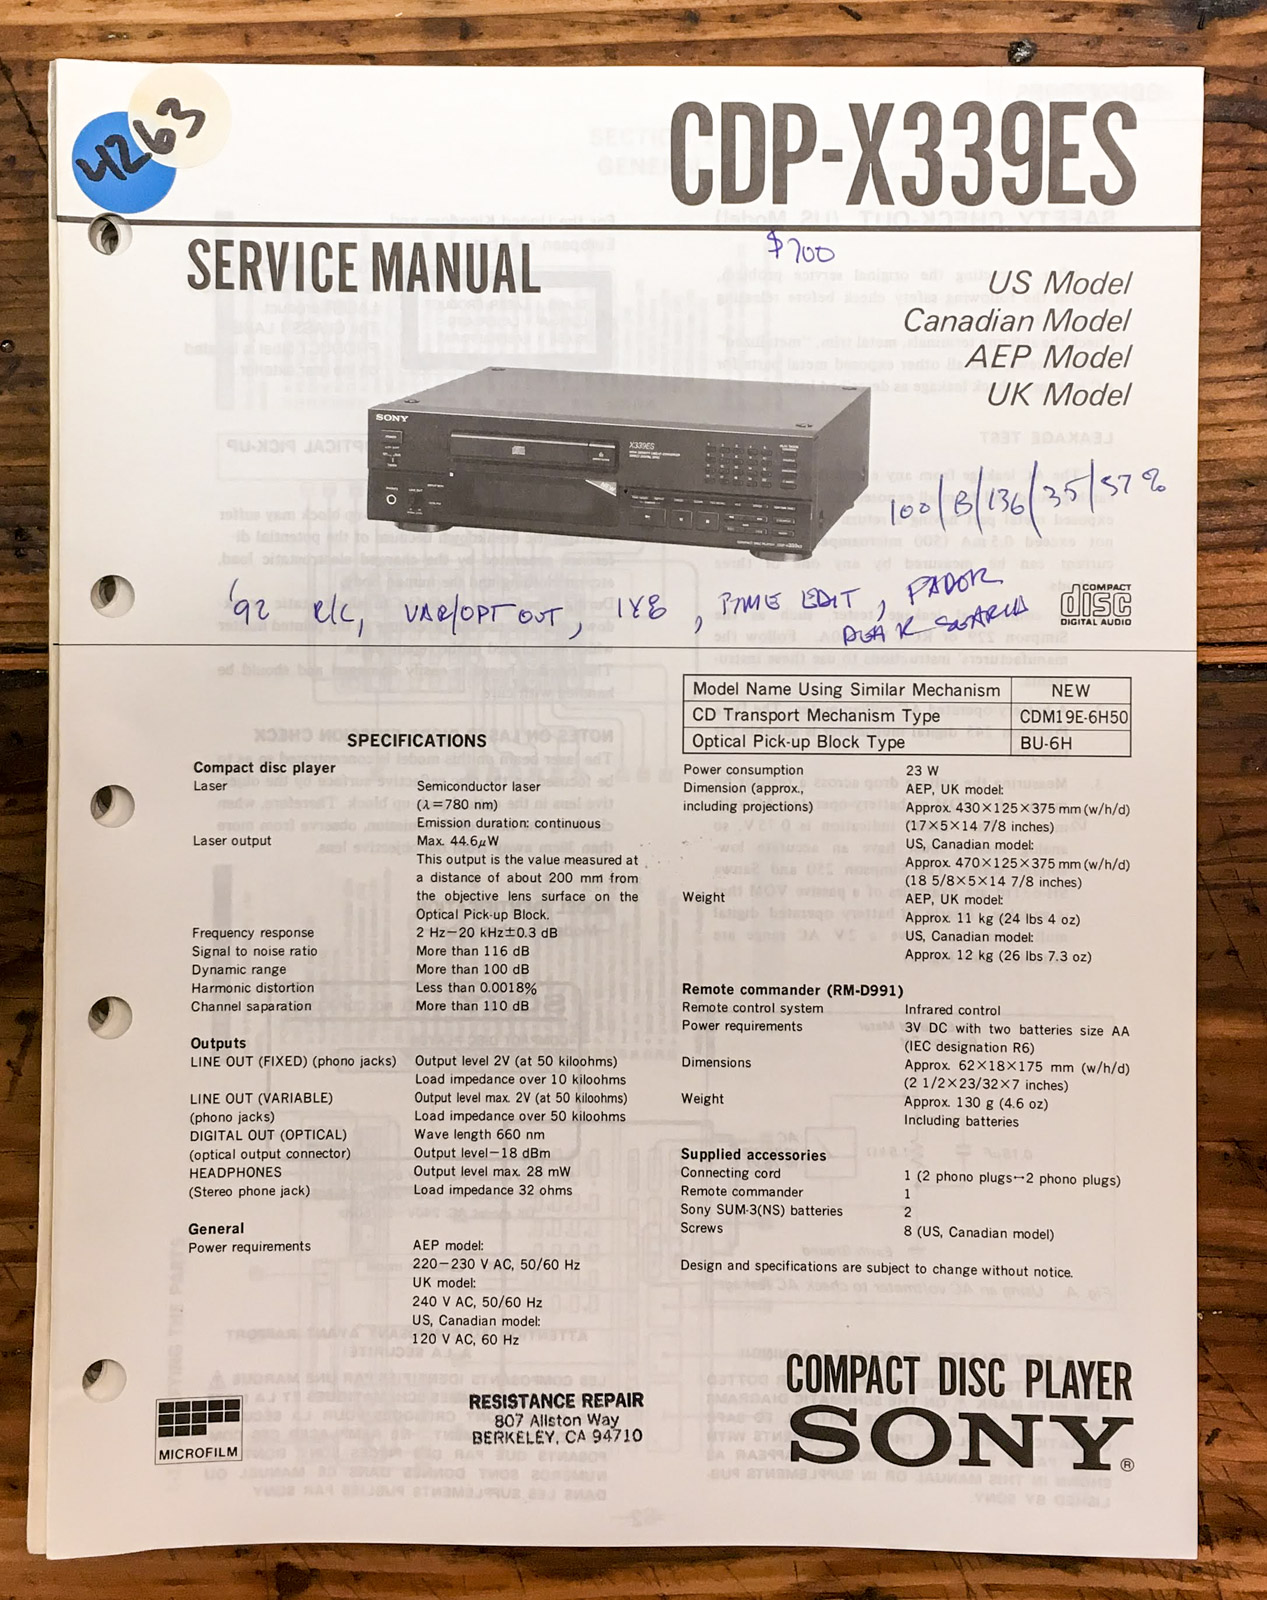 4263
CDP-X339ES
SERVICE MANUAL
$700
US Model
Canadian Model
AEP Model
UK Model
SONY
X339ES
100/B/136/35/57%
'92 R/C, VAR/OPT OUT, 1x8, TIME EDIT, FADOR
PEAK SEARCH
COMPACT
disc
DIGITAL AUDIO
Model Name Using Similar Mechanism NEW
CD Transport Mechanism Type CDM19E-6H50
Optical Pick-up Block Type BU-6H
SPECIFICATIONS
Compact disc player
Laser Semiconductor laser
(λ=780 nm)
Emission duration: continuous
Laser output Max. 44.6μW
This output is the value measured at
a distance of about 200 mm from
the objective lens surface on the
Optical Pick-up Block.
Frequency response 2 Hz−20 kHz±0.3 dB
Signal to noise ratio More than 116 dB
Dynamic range More than 100 dB
Harmonic distortion Less than 0.0018%
Channel saparation More than 110 dB
Outputs
LINE OUT (FIXED) (phono jacks) Output level 2V (at 50 kiloohms)
Load impedance over 10 kiloohms
LINE OUT (VARIABLE) Output level max. 2V (at 50 kiloohms)
(phono jacks) Load impedance over 50 kiloohms
DIGITAL OUT (OPTICAL) Wave length 660 nm
(optical output connector) Output level−18 dBm
HEADPHONES Output level max. 28 mW
(Stereo phone jack) Load impedance 32 ohms
General
Power requirements AEP model:
220−230 V AC, 50/60 Hz
UK model:
240 V AC, 50/60 Hz
US, Canadian model:
120 V AC, 60 Hz
Power consumption 23 W
Dimension (approx., AEP, UK model:
including projections) Approx. 430×125×375 mm (w/h/d)
(17×5×14 7/8 inches)
US, Canadian model:
Approx. 470×125×375 mm (w/h/d)
(18 5/8×5×14 7/8 inches)
Weight AEP, UK model:
Approx. 11 kg (24 lbs 4 oz)
US, Canadian model:
Approx. 12 kg (26 lbs 7.3 oz)
Remote commander (RM-D991)
Remote control system Infrared control
Power requirements 3V DC with two batteries size AA
(IEC designation R6)
Dimensions Approx. 62×18×175 mm (w/h/d)
(2 1/2×23/32×7 inches)
Weight Approx. 130 g (4.6 oz)
Including batteries
Supplied accessories
Connecting cord 1 (2 phono plugs↔2 phono plugs)
Remote commander 1
Sony SUM-3(NS) batteries 2
Screws 8 (US, Canadian model)
Design and specifications are subject to change without notice.
MICROFILM
RESISTANCE REPAIR
807 Allston Way
BERKELEY, CA 94710
COMPACT DISC PLAYER
SONY®